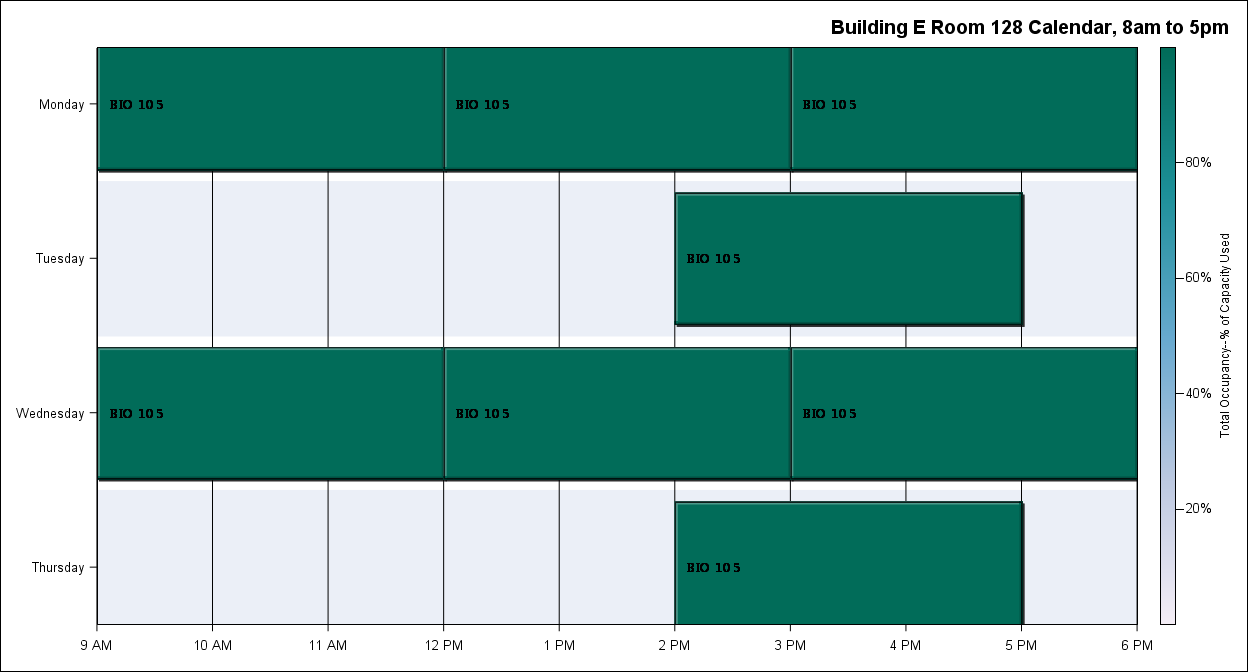 Building E Room 128 Calendar, 8am to 5pm
Monday
BIO 105
BIO 105
BIO 105
Tuesday
BIO 105
Wednesday
BIO 105
BIO 105
BIO 105
Thursday
BIO 105
9 AM
10 AM
11 AM
12 PM
1 PM
2 PM
3 PM
4 PM
5 PM
6 PM
80%
60%
40%
20%
Total Occupancy--% of Capacity Used